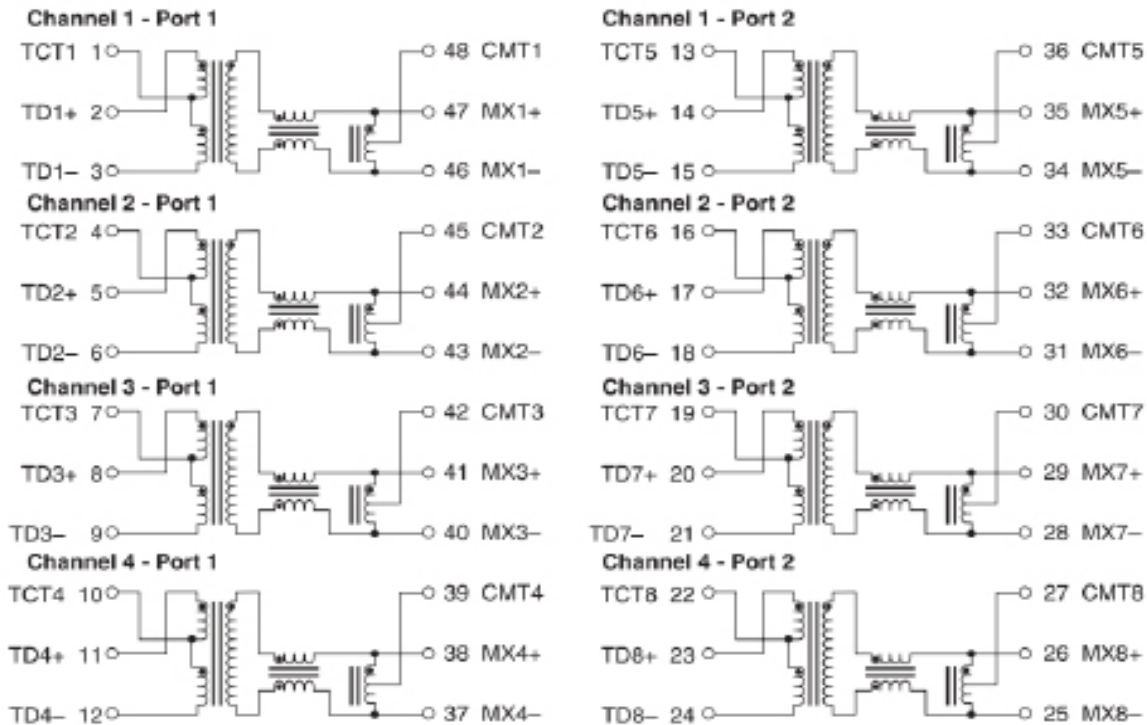 Channel 1 - Port 1
TCT1 1 48 CMT1
TD1+ 2 47 MX1+
TD1– 3 46 MX1–
Channel 2 - Port 1
TCT2 4 45 CMT2
TD2+ 5 44 MX2+
TD2– 6 43 MX2–
Channel 3 - Port 1
TCT3 7 42 CMT3
TD3+ 8 41 MX3+
TD3– 9 40 MX3–
Channel 4 - Port 1
TCT4 10 39 CMT4
TD4+ 11 38 MX4+
TD4– 12 37 MX4–
Channel 1 - Port 2
TCT5 13 36 CMT5
TD5+ 14 35 MX5+
TD5– 15 34 MX5–
Channel 2 - Port 2
TCT6 16 33 CMT6
TD6+ 17 32 MX6+
TD6– 18 31 MX6–
Channel 3 - Port 2
TCT7 19 30 CMT7
TD7+ 20 29 MX7+
TD7– 21 28 MX7–
Channel 4 - Port 2
TCT8 22 27 CMT8
TD8+ 23 26 MX8+
TD8– 24 25 MX8–